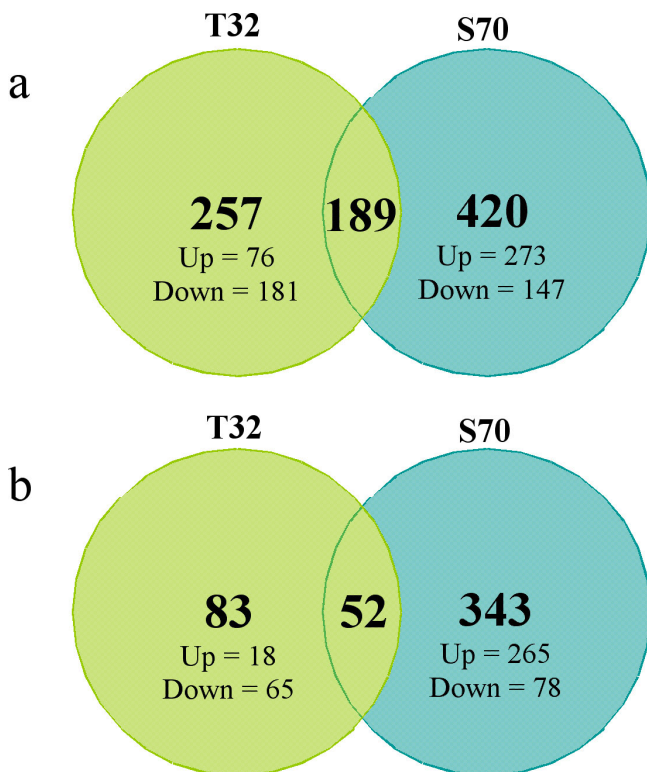 T32 S70
a
257 189 420
Up = 76 Up = 273
Down = 181 Down = 147
T32 S70
b
83 52 343
Up = 18 Up = 265
Down = 65 Down = 78